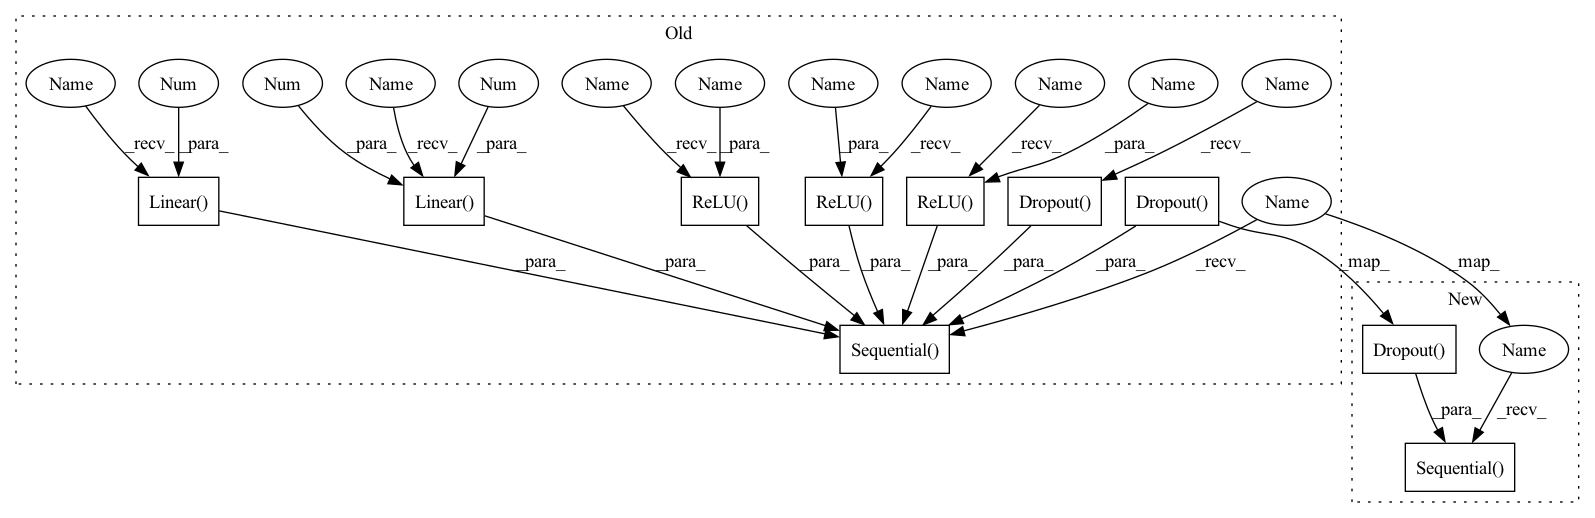 Old
Name Num Num Name Num Name Name Name Name Name Name Name
_recv_ _para_ _para_ _recv_ _para_ _recv_ _para_ _para_ _recv_ _recv_ _para_ _recv_
Linear() Linear() ReLU() ReLU() ReLU() Dropout() Dropout() Name
_para_ _para_ _para_ _para_ _para_ _para_ _para_ _recv_ _map_ _map_
New
Sequential() Dropout() Name
_para_ _recv_
Sequential()